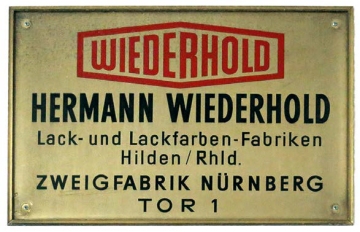 WIEDERHOLD
HERMANN WIEDERHOLD
Lack- und Lackfarben-Fabriken
Hilden/Rhld.
ZWEIGFABRIK NÜRNBERG
TOR 1